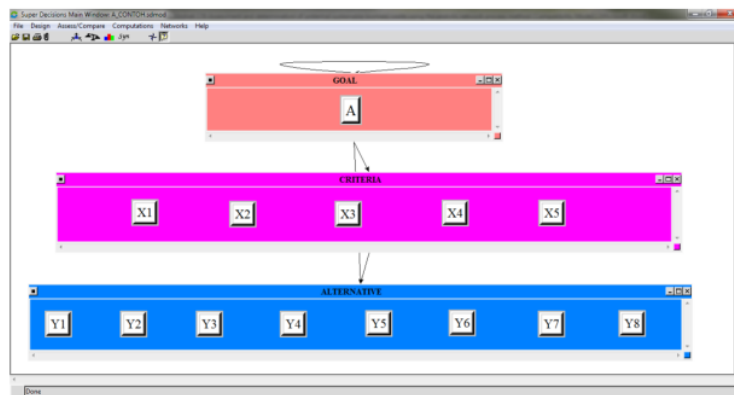 Super Decisions Main Window: A_CONTOH.sdmod
File Design Assess/Compare Computations Networks Help
GOAL
A
CRITERIA
X1 X2 X3 X4 X5
ALTERNATIVE
Y1 Y2 Y3 Y4 Y5 Y6 Y7 Y8
Done